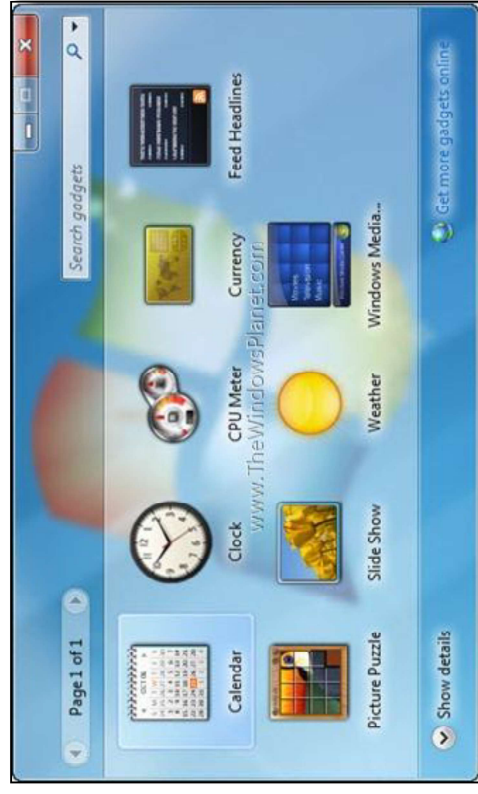 Page 1 of 1
Search gadgets
Calendar
Clock
CPU Meter
Currency
Feed Headlines
www.TheWindowsPlanet.com
Picture Puzzle
Slide Show
Weather
Windows Media...
Show details
Get more gadgets online